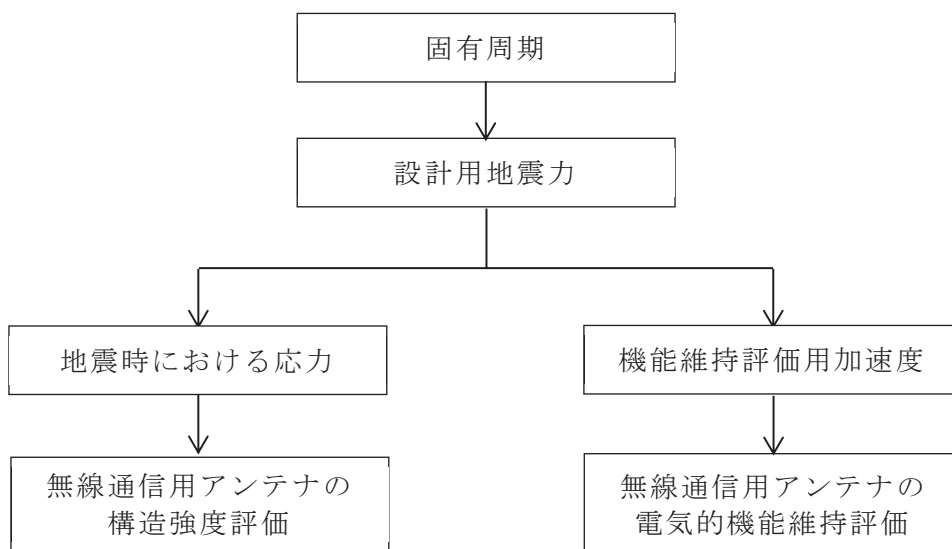 固有周期
設計用地震力
地震時における応力
機能維持評価用加速度
無線通信用アンテナの
構造強度評価
無線通信用アンテナの
電気的機能維持評価